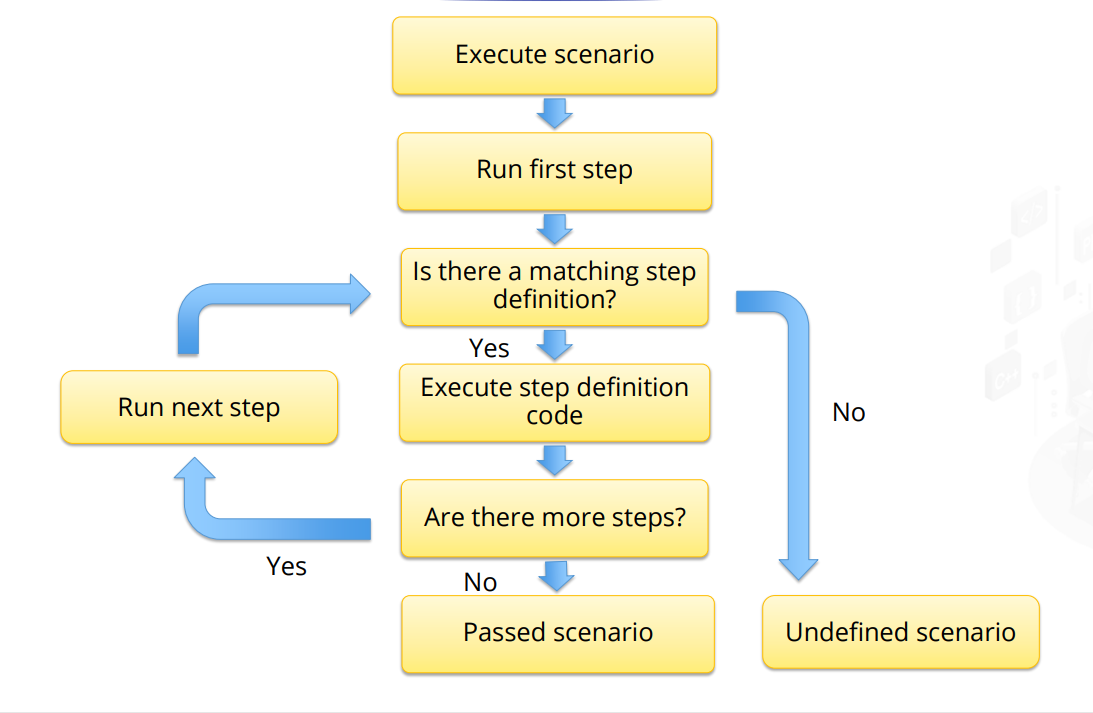 Execute scenario
Run first step
Is there a matching step
definition?
Yes
Execute step definition
code
Run next step
No
Are there more steps?
Yes
No
Passed scenario
Undefined scenario
C++
</>